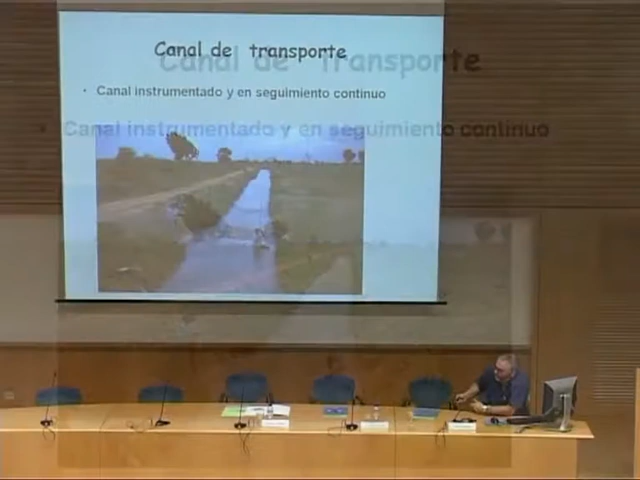 Canal de transporte
• Canal instrumentado y en seguimiento continuo
Canal de transporte
Canal instrumentado y en seguimiento continuo